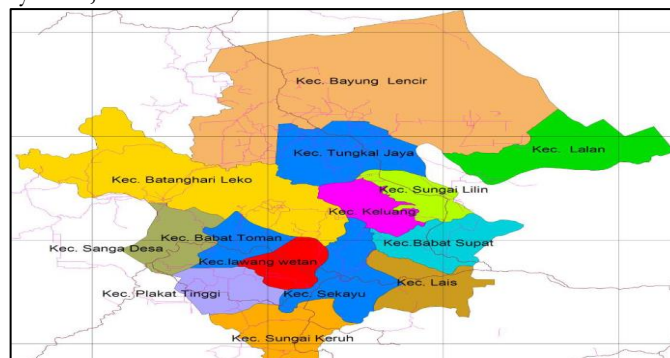 Kec. Bayung Lencir
Kec. Lalan
Kec. Tungkal Jaya
Kec. Batanghari Leko
Kec. Sungai Lilin
Kec. Keluang
Kec. Babat Toman
Kec. Babat Supat
Kec. Sanga Desa
Kec.lawang wetan
Kec. Lais
Kec. Plakat Tinggi
Kec. Sekayu
Kec. Sungai Keruh